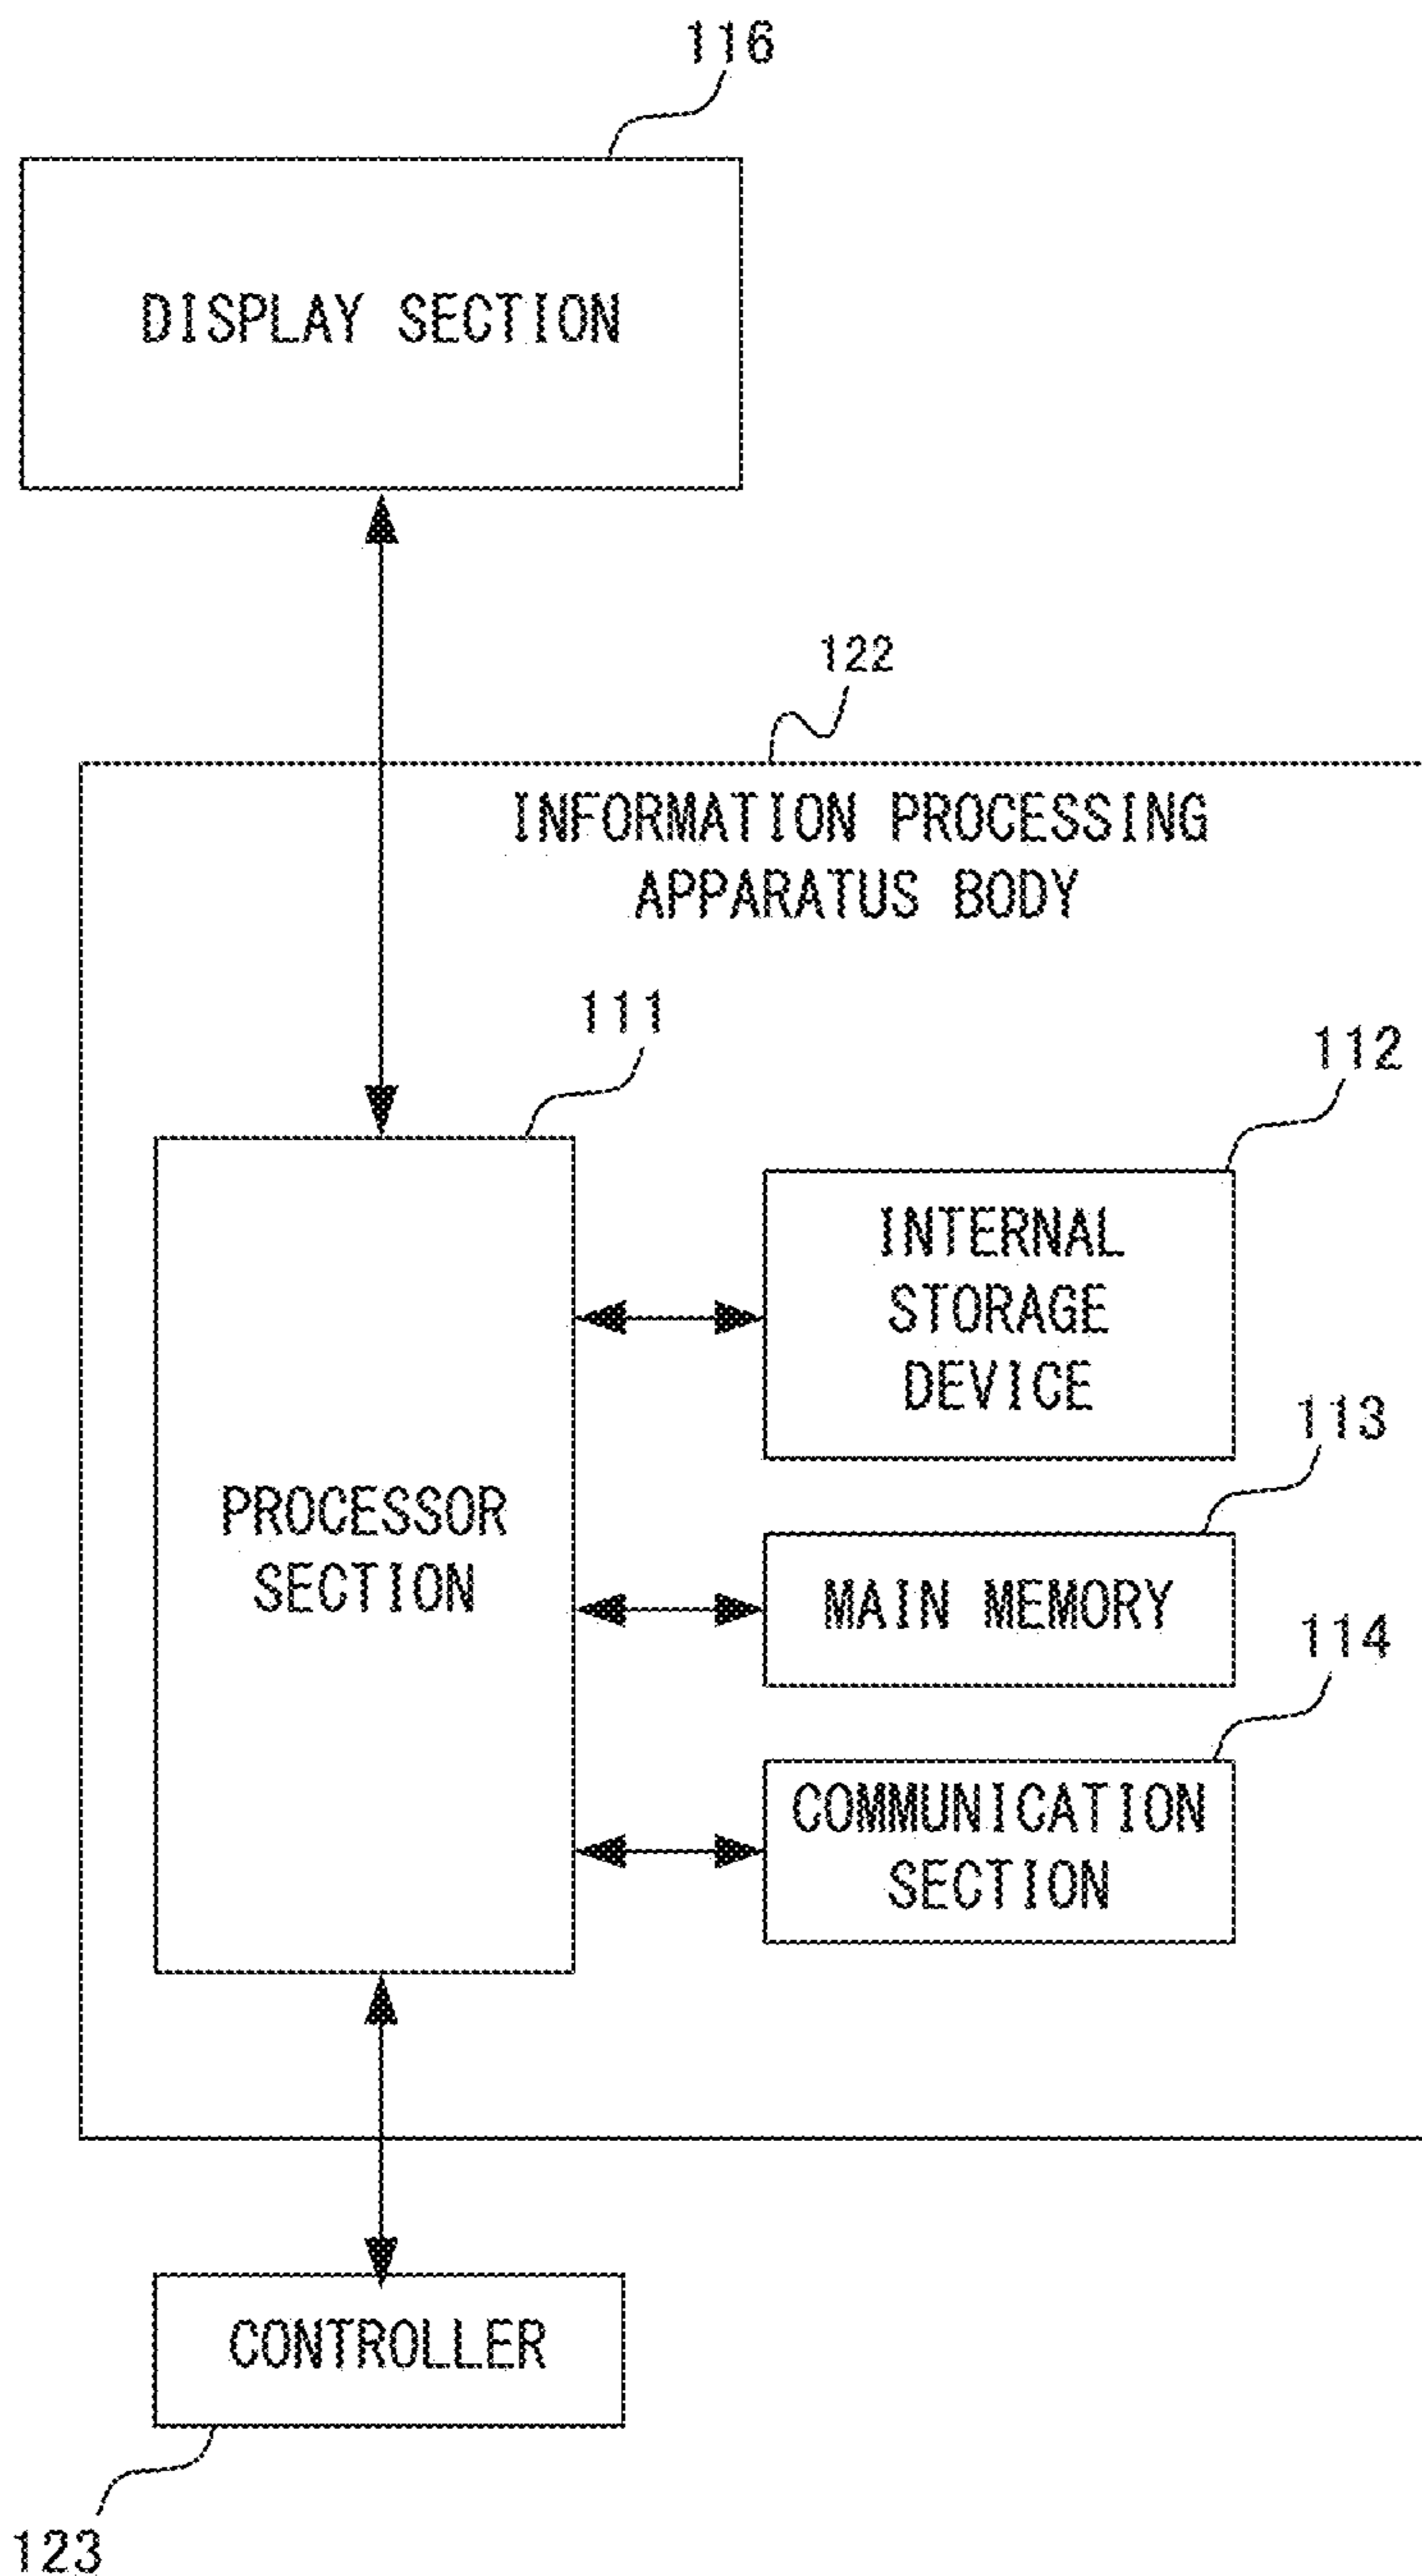 116
DISPLAY SECTION
122
INFORMATION PROCESSING
APPARATUS BODY
111
112
INTERNAL
STORAGE
DEVICE
113
PROCESSOR
SECTION
MAIN MEMORY
114
COMMUNICATION
SECTION
CONTROLLER
123